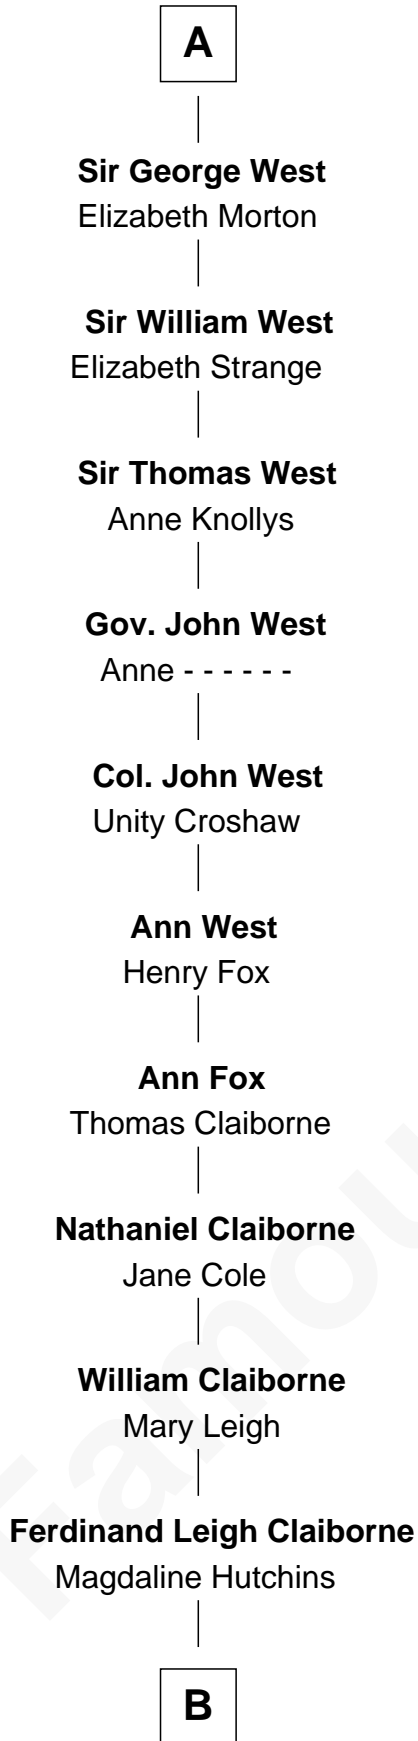 A
Sir George West
Elizabeth Morton
Sir William West
Elizabeth Strange
Sir Thomas West
Anne Knollys
Gov. John West
Anne - - - - - -
Col. John West
Unity Croshaw
Ann West
Henry Fox
Ann Fox
Thomas Claiborne
Nathaniel Claiborne
Jane Cole
William Claiborne
Mary Leigh
Ferdinand Leigh Claiborne
Magdaline Hutchins
B
Famou